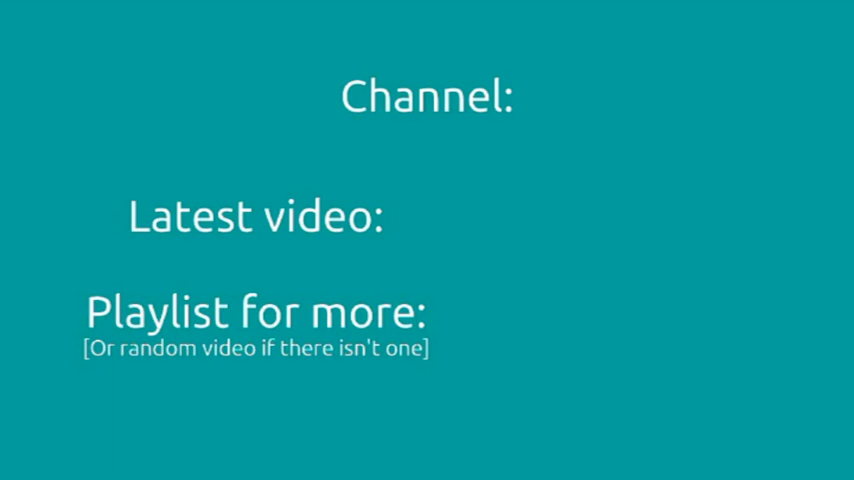 Channel:
Latest video:
Playlist for more:
[Or random video if there isn't one]